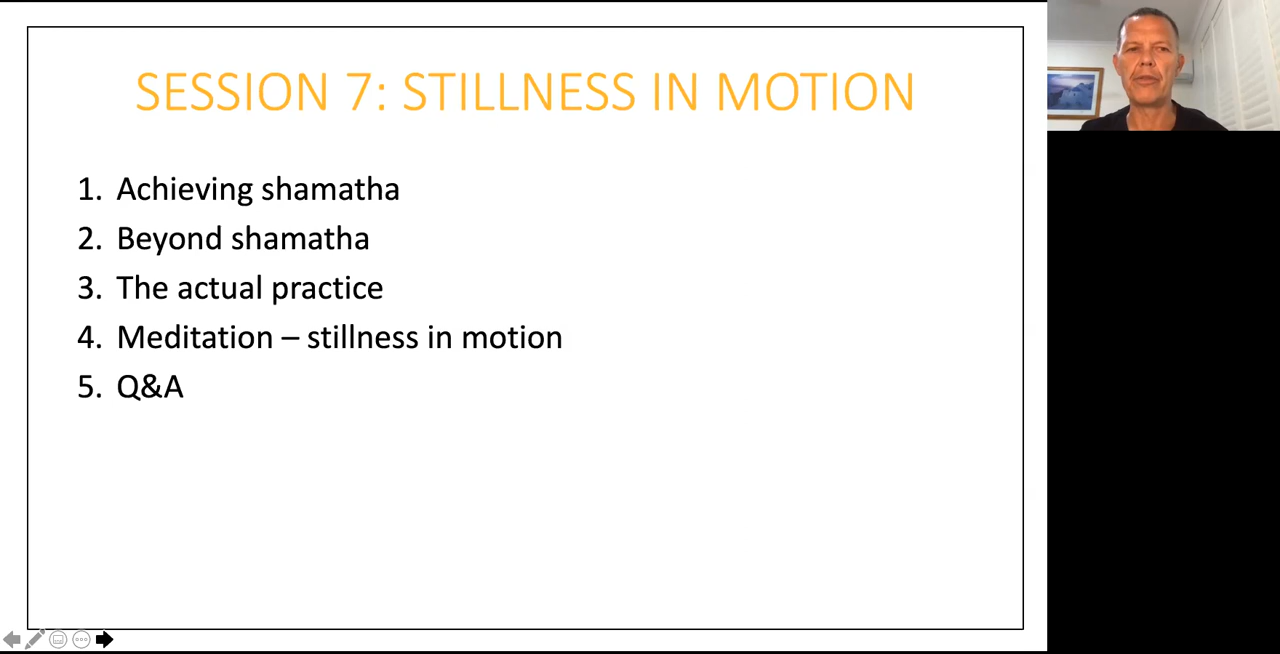 SESSION 7: STILLNESS IN MOTION
1. Achieving shamatha
2. Beyond shamatha
3. The actual practice
4. Meditation – stillness in motion
5. Q&A